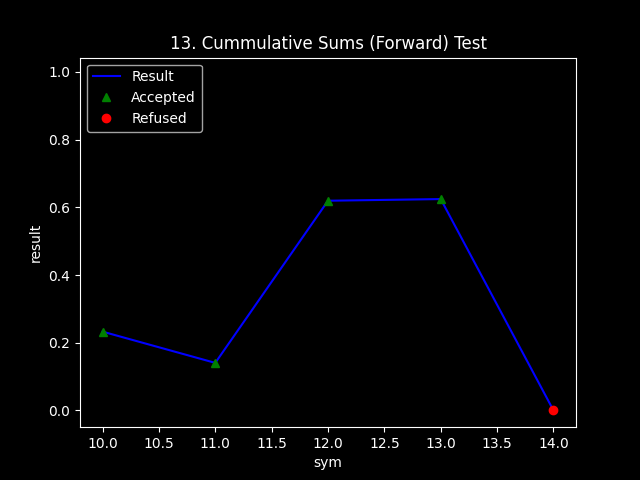 13. Cummulative Sums (Forward) Test
Result
Accepted
Refused
1.0
0.8
0.6
0.4
0.2
0.0
result
10.0 10.5 11.0 11.5 12.0 12.5 13.0 13.5 14.0
sym